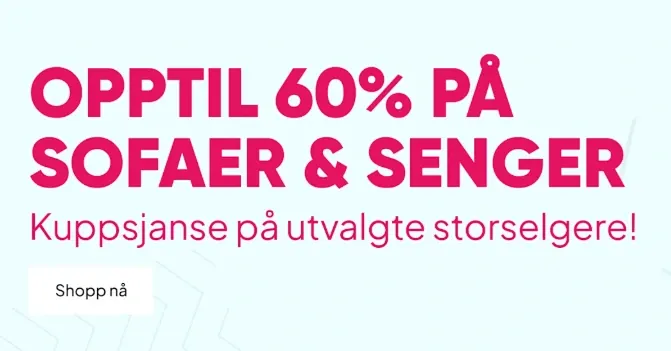 OPPTIL 60% PÅ
SOFAER & SENGER
Kuppsjanse på utvalgte storselgere!
Shopp nå